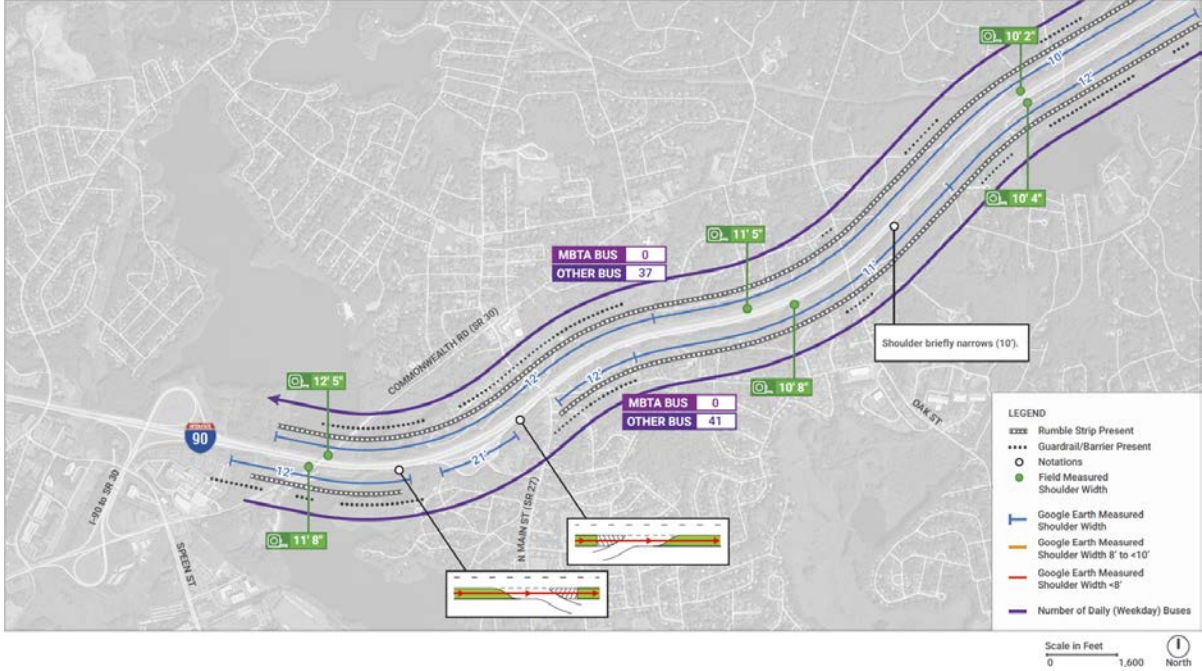 10' 2"
10'
12'
10' 4"
11' 5"
MBTA BUS 0
OTHER BUS 37
11'
Shoulder briefly narrows (10').
COMMONWEALTH RD (SR 30)
12'
12'
10' 8"
12' 5"
MBTA BUS 0
OTHER BUS 41
OAK ST
INTERSTATE
90
12'
21'
I-90 to SR 30
N MAIN ST (SR 27)
11' 8"
SPEEN ST
LEGEND
Rumble Strip Present
Guardrail/Barrier Present
Notations
Field Measured
Shoulder Width
Google Earth Measured
Shoulder Width
Google Earth Measured
Shoulder Width 8' to <10'
Google Earth Measured
Shoulder Width <8'
Number of Daily (Weekday) Buses
Scale in Feet
0 1,600
North